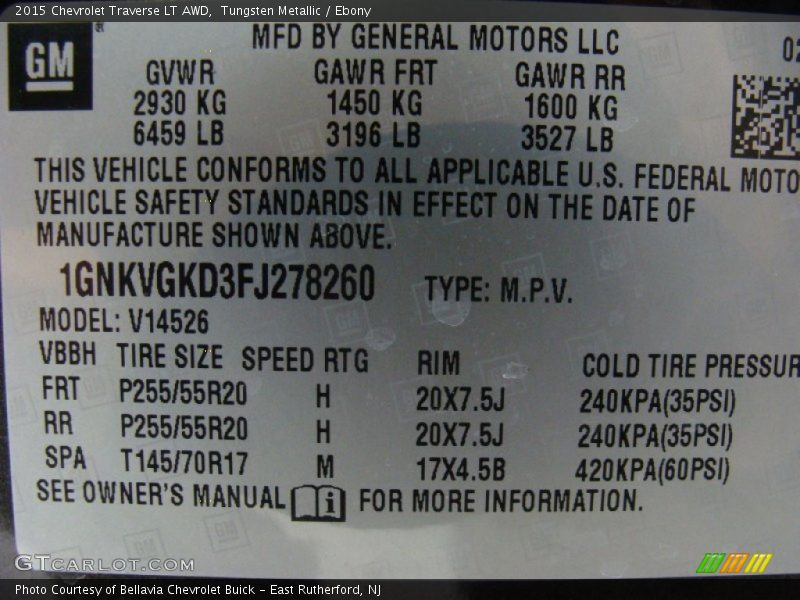 2015 Chevrolet Traverse LT AWD, Tungsten Metallic / Ebony
GM
MFD BY GENERAL MOTORS LLC
02
GVWR GAWR FRT GAWR RR
2930 KG 1450 KG 1600 KG
6459 LB 3196 LB 3527 LB
THIS VEHICLE CONFORMS TO ALL APPLICABLE U.S. FEDERAL MOTO
VEHICLE SAFETY STANDARDS IN EFFECT ON THE DATE OF
MANUFACTURE SHOWN ABOVE.
1GNKVGKD3FJ278260 TYPE: M.P.V.
MODEL: V14526
VBBH TIRE SIZE SPEED RTG RIM COLD TIRE PRESSUR
FRT P255/55R20 H 20X7.5J 240KPA(35PSI)
RR P255/55R20 H 20X7.5J 240KPA(35PSI)
SPA T145/70R17 M 17X4.5B 420KPA(60PSI)
SEE OWNER'S MANUAL i FOR MORE INFORMATION.
GTCARLOT.COM
Photo Courtesy of Bellavia Chevrolet Buick – East Rutherford, NJ